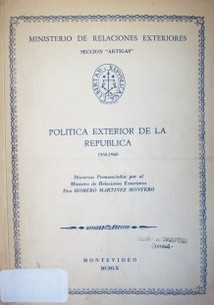 MINISTERIO DE RELACIONES EXTERIORES
SECCION "ARTIGAS"
POLITICA EXTERIOR DE LA
REPUBLICA
1959-1960
Discursos Pronunciados por el
Ministro de Relaciones Exteriores
Don HOMERO MARTINEZ MONTERO
MONTEVIDEO
MCMLX